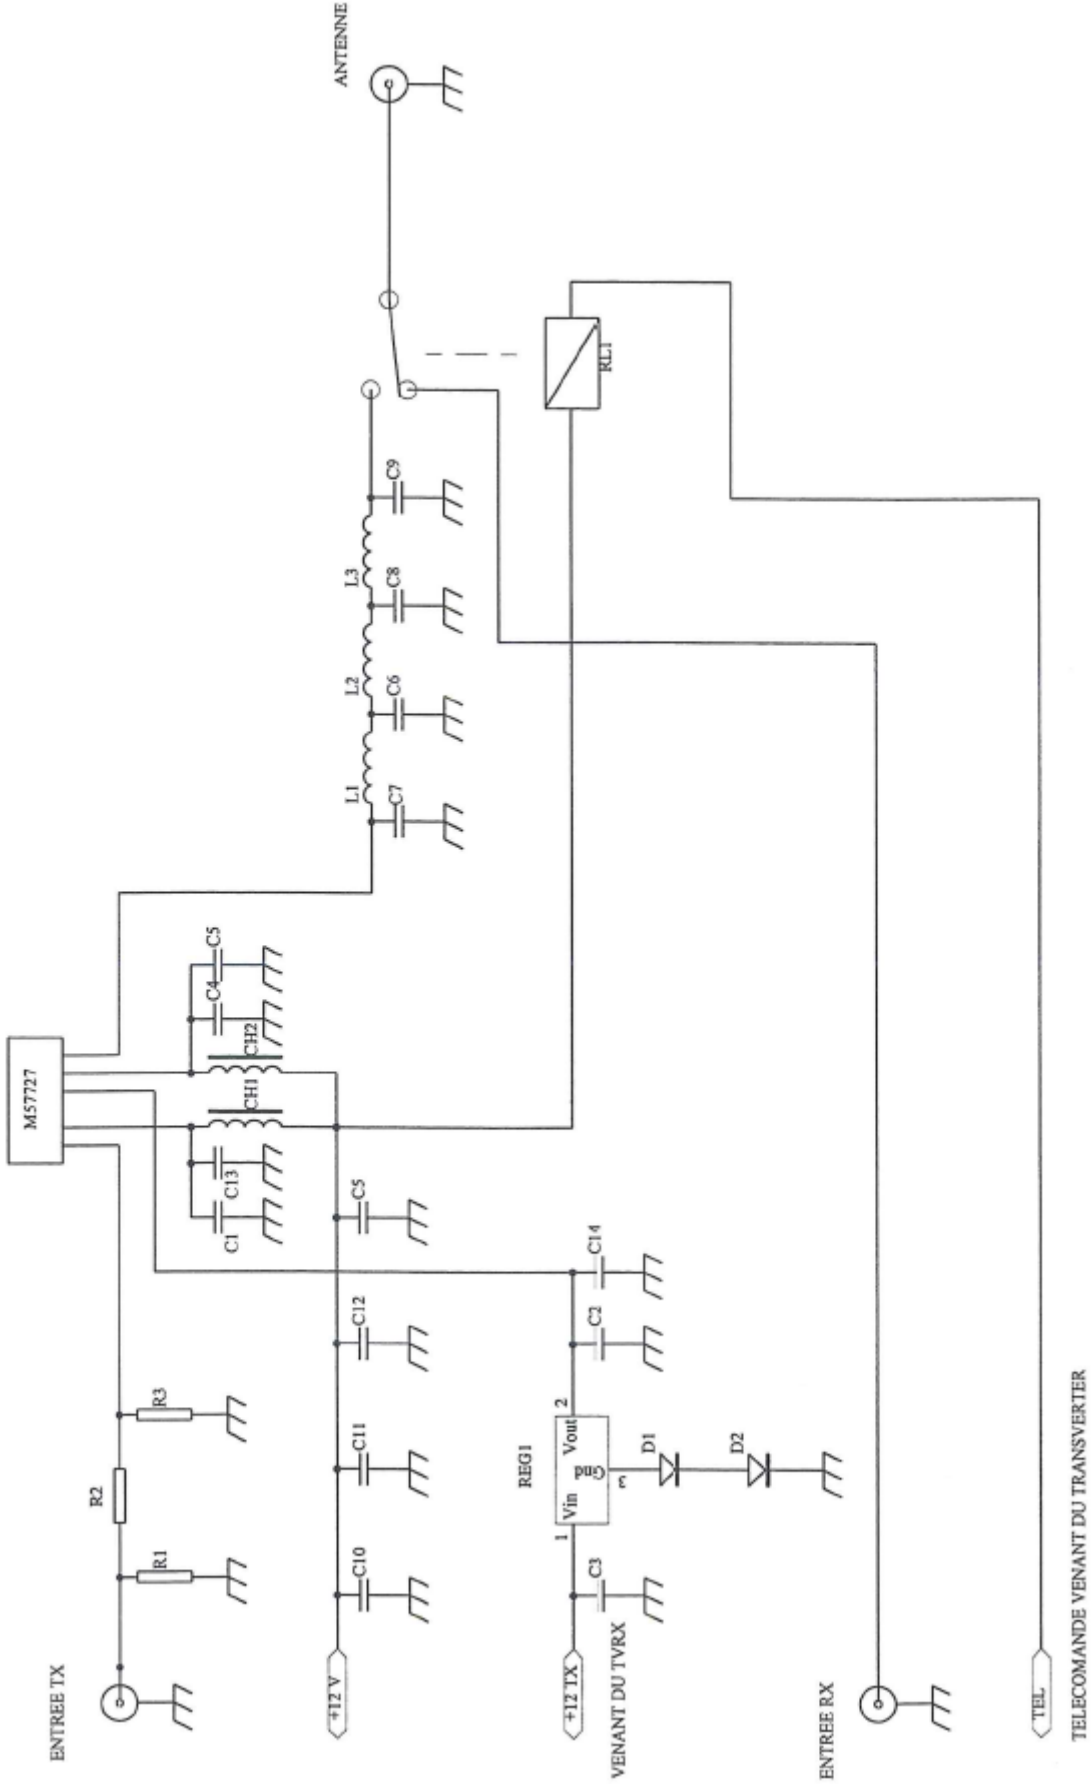 ENTREE TX
R1
R2
R3
M57727
C1
C13
CH1
CH2
C4
C5
+12 V
C10
C11
C12
C5
L1
L2
L3
C7
C6
C8
C9
ANTENNE
RL1
+12 TX
VENANT DU TVRX
C3
REG1
1
Vin
Vout
2
Gnd
3
D1
D2
C2
C14
ENTREE RX
TEL
TELECOMANDE VENANT DU TRANSVERTER